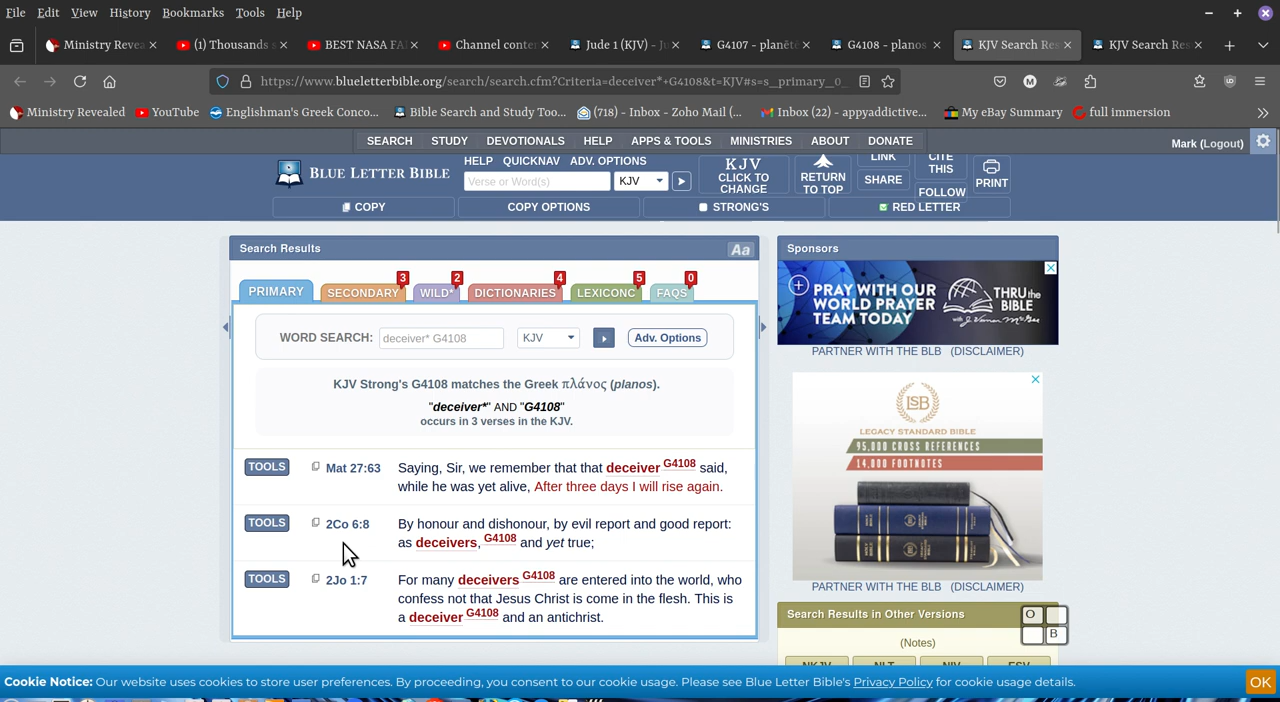 File Edit View History Bookmarks Tools Help
Ministry Revea (1) Thousands s BEST NASA FAI Channel conten Jude 1 (KJV) - Ju G4107 - planētē G4108 - planos KJV Search Res KJV Search Res
https://www.blueletterbible.org/search/search.cfm?Criteria=deceiver*+G4108&t=KJV#s=s_primary_0_
Ministry Revealed YouTube Englishman's Greek Conco... Bible Search and Study Too... (718) - Inbox - Zoho Mail (... Inbox (22) - appyaddictive... My eBay Summary full immersion
SEARCH STUDY DEVOTIONALS HELP APPS & TOOLS MINISTRIES ABOUT DONATE
Mark (Logout)
BLUE LETTER BIBLE
HELP QUICKNAV ADV. OPTIONS
Verse or Word(s) KJV
KJV
CLICK TO
CHANGE
RETURN
TO TOP
LINK
SHARE
CITE
THIS
FOLLOW
PRINT
COPY COPY OPTIONS STRONG'S RED LETTER
Search Results Aa
PRIMARY SECONDARY 3 WILD* 2 DICTIONARIES 4 LEXICONC 5 FAQS 0
WORD SEARCH: deceiver* G4108 KJV Adv. Options
KJV Strong's G4108 matches the Greek πλάνος (planos).
"deceiver*" AND "G4108"
occurs in 3 verses in the KJV.
TOOLS Mat 27:63 Saying, Sir, we remember that that deceiver G4108 said,
while he was yet alive, After three days I will rise again.
TOOLS 2Co 6:8 By honour and dishonour, by evil report and good report:
as deceivers, G4108 and yet true;
TOOLS 2Jo 1:7 For many deceivers G4108 are entered into the world, who
confess not that Jesus Christ is come in the flesh. This is
a deceiver G4108 and an antichrist.
Sponsors
PRAY WITH OUR
WORLD PRAYER
TEAM TODAY
THRU the
BIBLE
J. Vernon McGee
PARTNER WITH THE BLB (DISCLAIMER)
LSB
LEGACY STANDARD BIBLE
95,000 CROSS REFERENCES
14,000 FOOTNOTES
PARTNER WITH THE BLB (DISCLAIMER)
Search Results in Other Versions
(Notes)
NKJV NLT NIV ESV
O
B
Cookie Notice: Our website uses cookies to store user preferences. By proceeding, you consent to our cookie usage. Please see Blue Letter Bible's Privacy Policy for cookie usage details.
OK